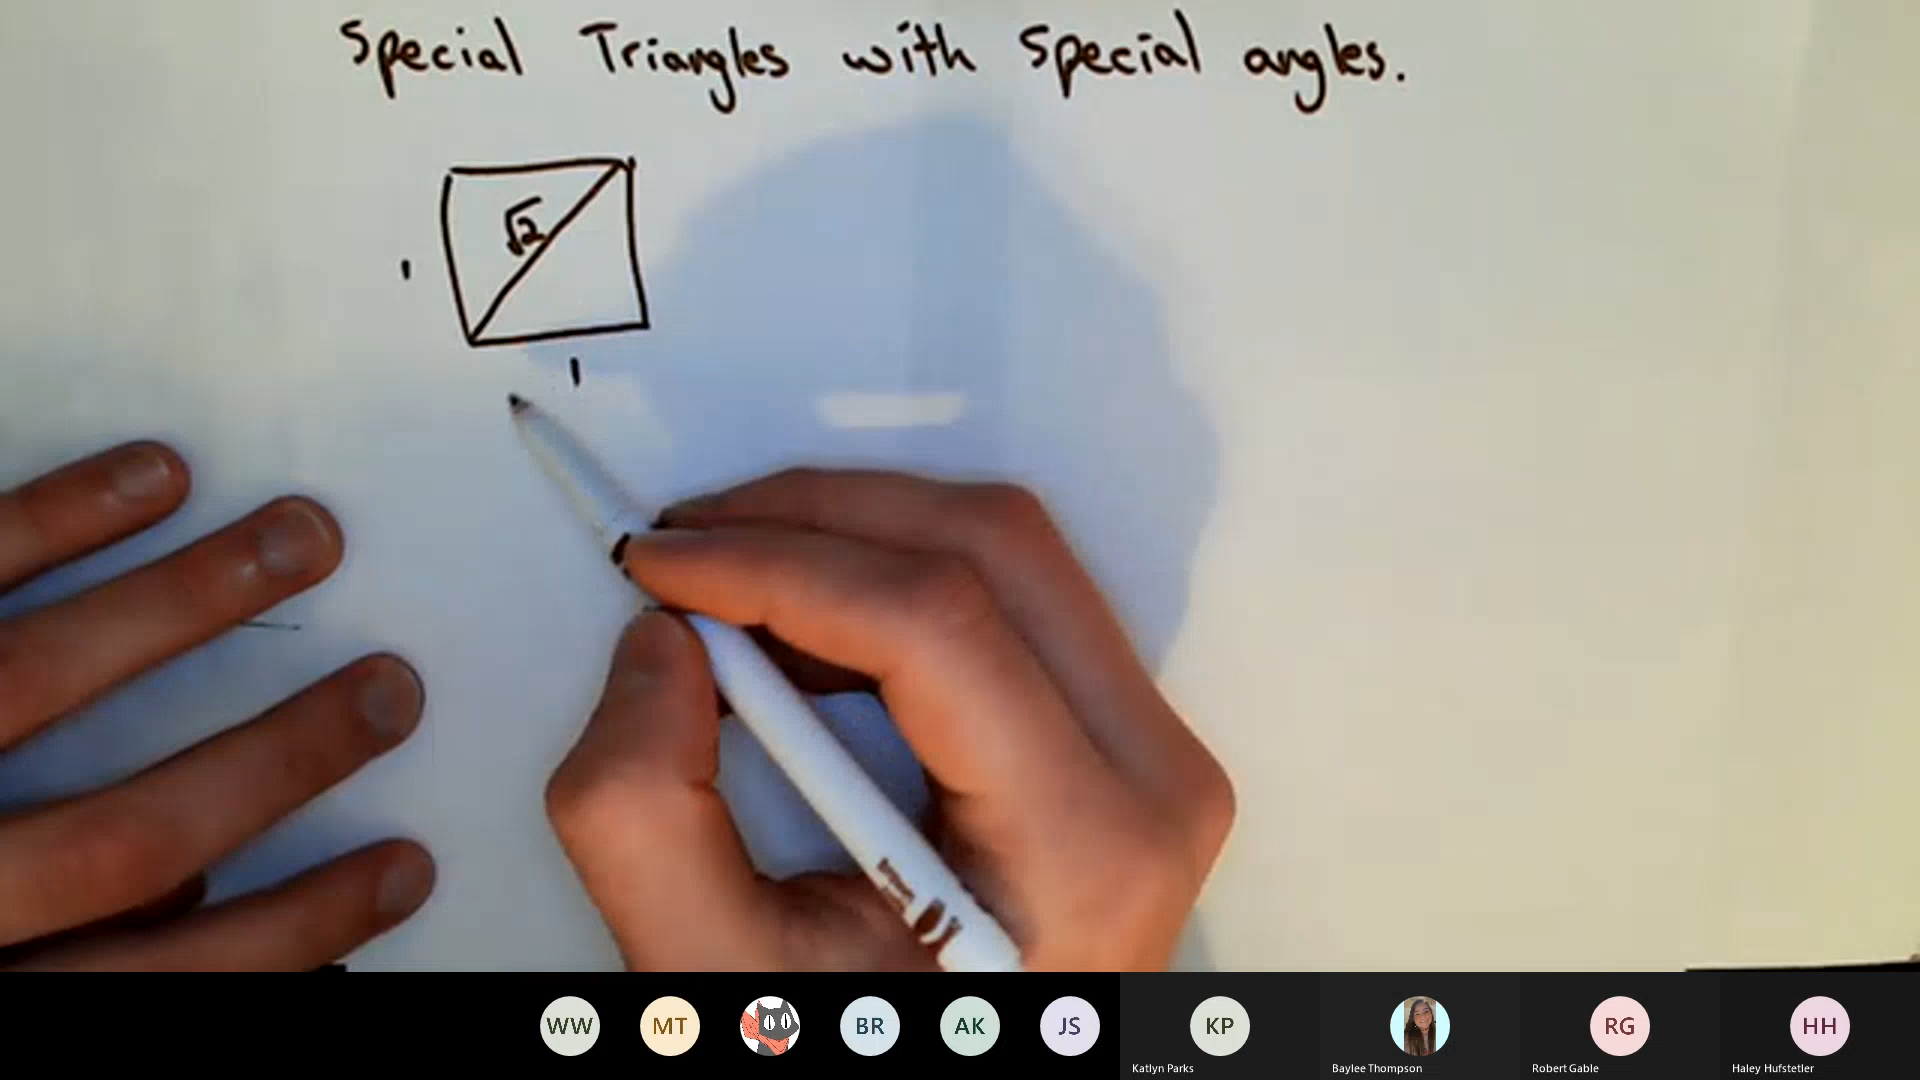 Special Triangles with Special angles.
√2
1
1
WW MT BR AK JS KP RG HH
Katlyn Parks Baylee Thompson Robert Gable Haley Hufstetler